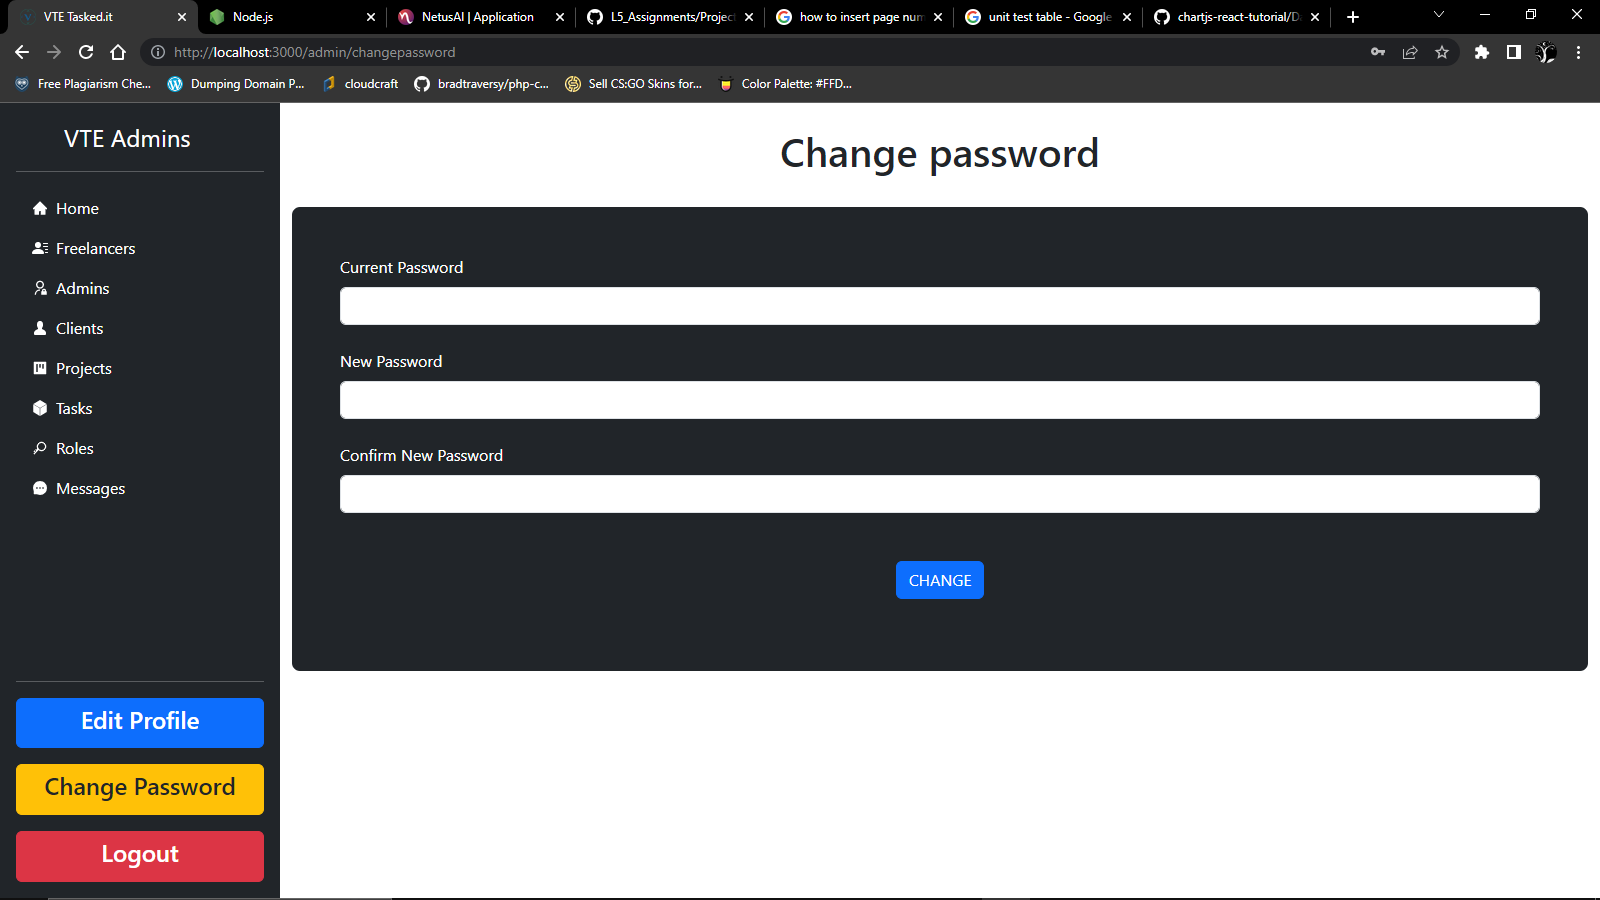 VTE Tasked.it
Node.js
NetusAI | Application
L5_Assignments/Project
how to insert page num
unit test table - Google
chartjs-react-tutorial/D
http://localhost:3000/admin/changepassword
Free Plagiarism Che...
Dumping Domain P...
cloudcraft
bradtraversy/php-c...
Sell CS:GO Skins for...
Color Palette: #FFD...
VTE Admins
Home
Freelancers
Admins
Clients
Projects
Tasks
Roles
Messages
Edit Profile
Change Password
Logout
Change password
Current Password
New Password
Confirm New Password
CHANGE